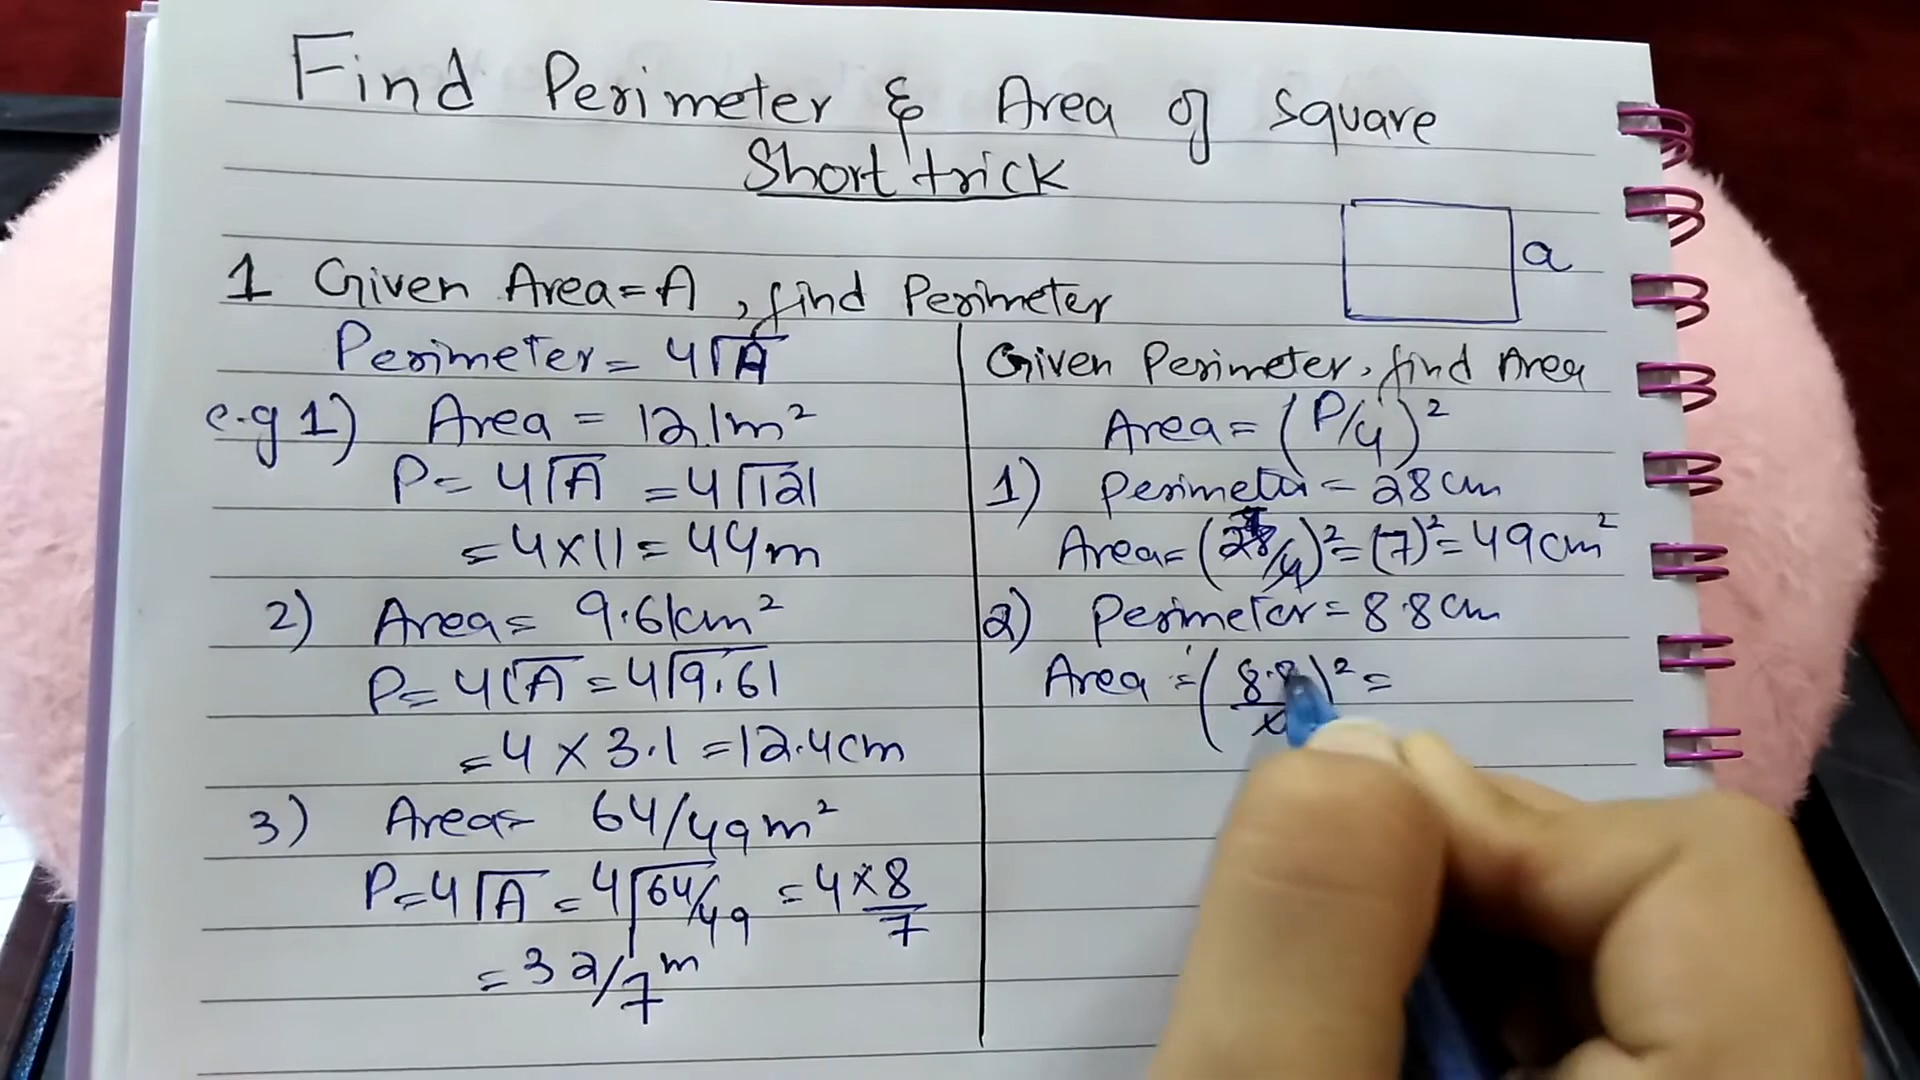 Find Perimeter & Area of square
Short trick
a
1 Given Area = A, find Perimeter
Perimeter = 4√A
e.g 1) Area = 121m²
P = 4√A = 4√121
= 4×11 = 44m
2) Area = 9.61cm²
P = 4√A = 4√9.61
= 4 × 3.1 = 12.4cm
3) Area = 64/49m²
P = 4√A = 4√64/49 = 4×8/7
= 32/7 m
Given Perimeter, find Area
Area = (P/4)²
1) Perimeter = 28cm
Area = (28/4)² = (7)² = 49cm²
2) Perimeter = 8.8cm
Area = (8.8/)² =